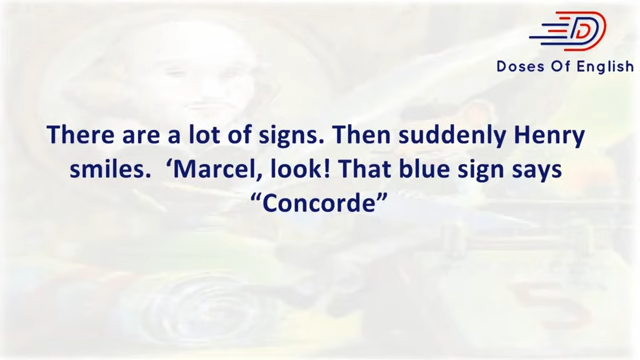 Doses Of English
There are a lot of signs. Then suddenly Henry
smiles.  ‘Marcel, look! That blue sign says
“Concorde”